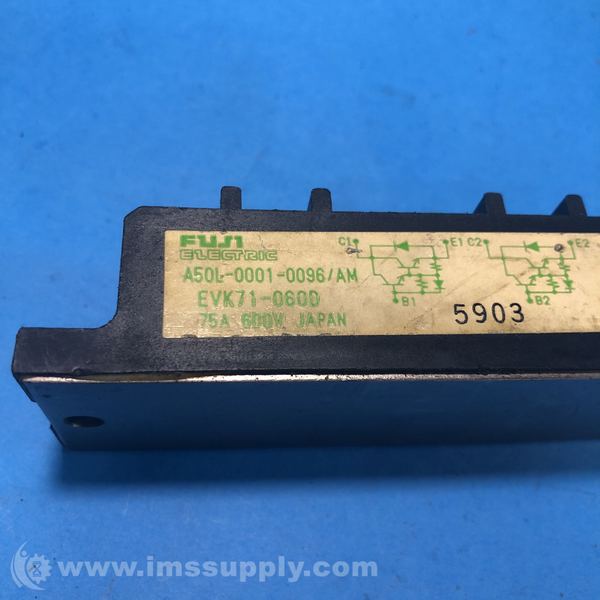 FUJI
ELECTRIC
A50L-0001-0096/AM
EVK71-060D
75A 600V JAPAN
C1 E1 C2 E2
B1 B2
5903
www.imssupply.com